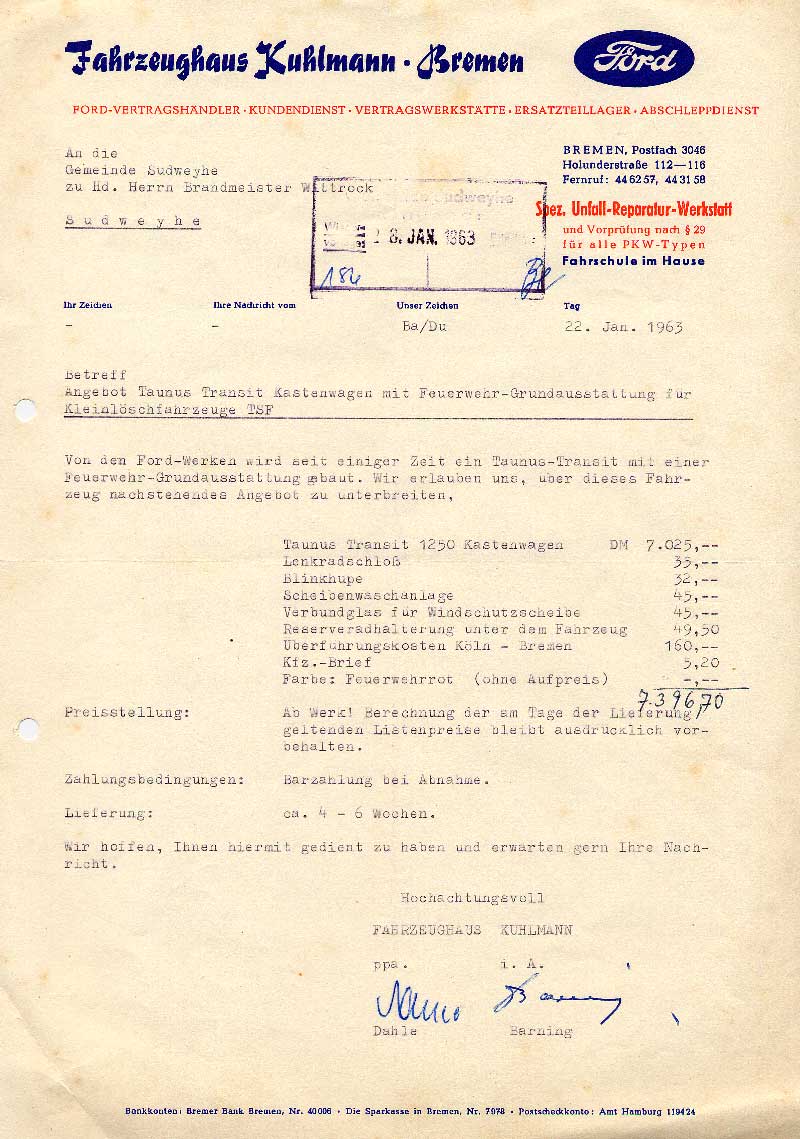 Fahrzeughaus Kuhlmann · Bremen
Ford
FORD-VERTRAGSHÄNDLER · KUNDENDIENST · VERTRAGSWERKSTÄTTE · ERSATZTEILLAGER · ABSCHLEPPDIENST
An die
Gemeinde Sudweyhe
zu Hd. Herrn Brandmeister Wittrock
Sudweyhe
Sudweyhe
28. JAN. 1963
184
BREMEN, Postfach 3046
Holunderstraße 112—116
Fernruf: 44 62 57, 44 31 58
Spez. Unfall-Reparatur-Werkstatt
und Vorprüfung nach § 29
für alle PKW-Typen
Fahrschule im Hause
Ihr Zeichen Ihre Nachricht vom Unser Zeichen Tag
- - Ba/Du 22. Jan. 1963
Betreff
Angebot Taunus Transit Kastenwagen mit Feuerwehr-Grundausstattung für
Kleinlöschfahrzeuge TSF
Von den Ford-Werken wird seit einiger Zeit ein Taunus-Transit mit einer
Feuerwehr-Grundausstattung gebaut. Wir erlauben uns, über dieses Fahr-
zeug nachstehendes Angebot zu unterbreiten,
Taunus Transit 1250 Kastenwagen DM 7.025,--
Lenkradschloß 35,--
Blinkhupe 32,--
Scheibenwaschanlage 45,--
Verbundglas für Windschutzscheibe 45,--
Reserveradhalterung unter dem Fahrzeug 49,50
Überführungskosten Köln - Bremen 160,--
Kfz.-Brief 5,20
Farbe: Feuerwehrrot (ohne Aufpreis) -,--
7.396,70
Preisstellung: Ab Werk! Berechnung der am Tage der Lieferung
geltenden Listenpreise bleibt ausdrücklich vor-
behalten.
Zahlungsbedingungen: Barzahlung bei Abnahme.
Lieferung: ca. 4 - 6 Wochen.
Wir hoffen, Ihnen hiermit gedient zu haben und erwarten gern Ihre Nach-
richt.
Hochachtungsvoll
FAHRZEUGHAUS KUHLMANN
ppa. i. A.
Dahle Barning
Bankkonten: Bremer Bank Bremen, Nr. 40006 · Die Sparkasse in Bremen, Nr. 7078 · Postscheckkonto: Amt Hamburg 1194 24